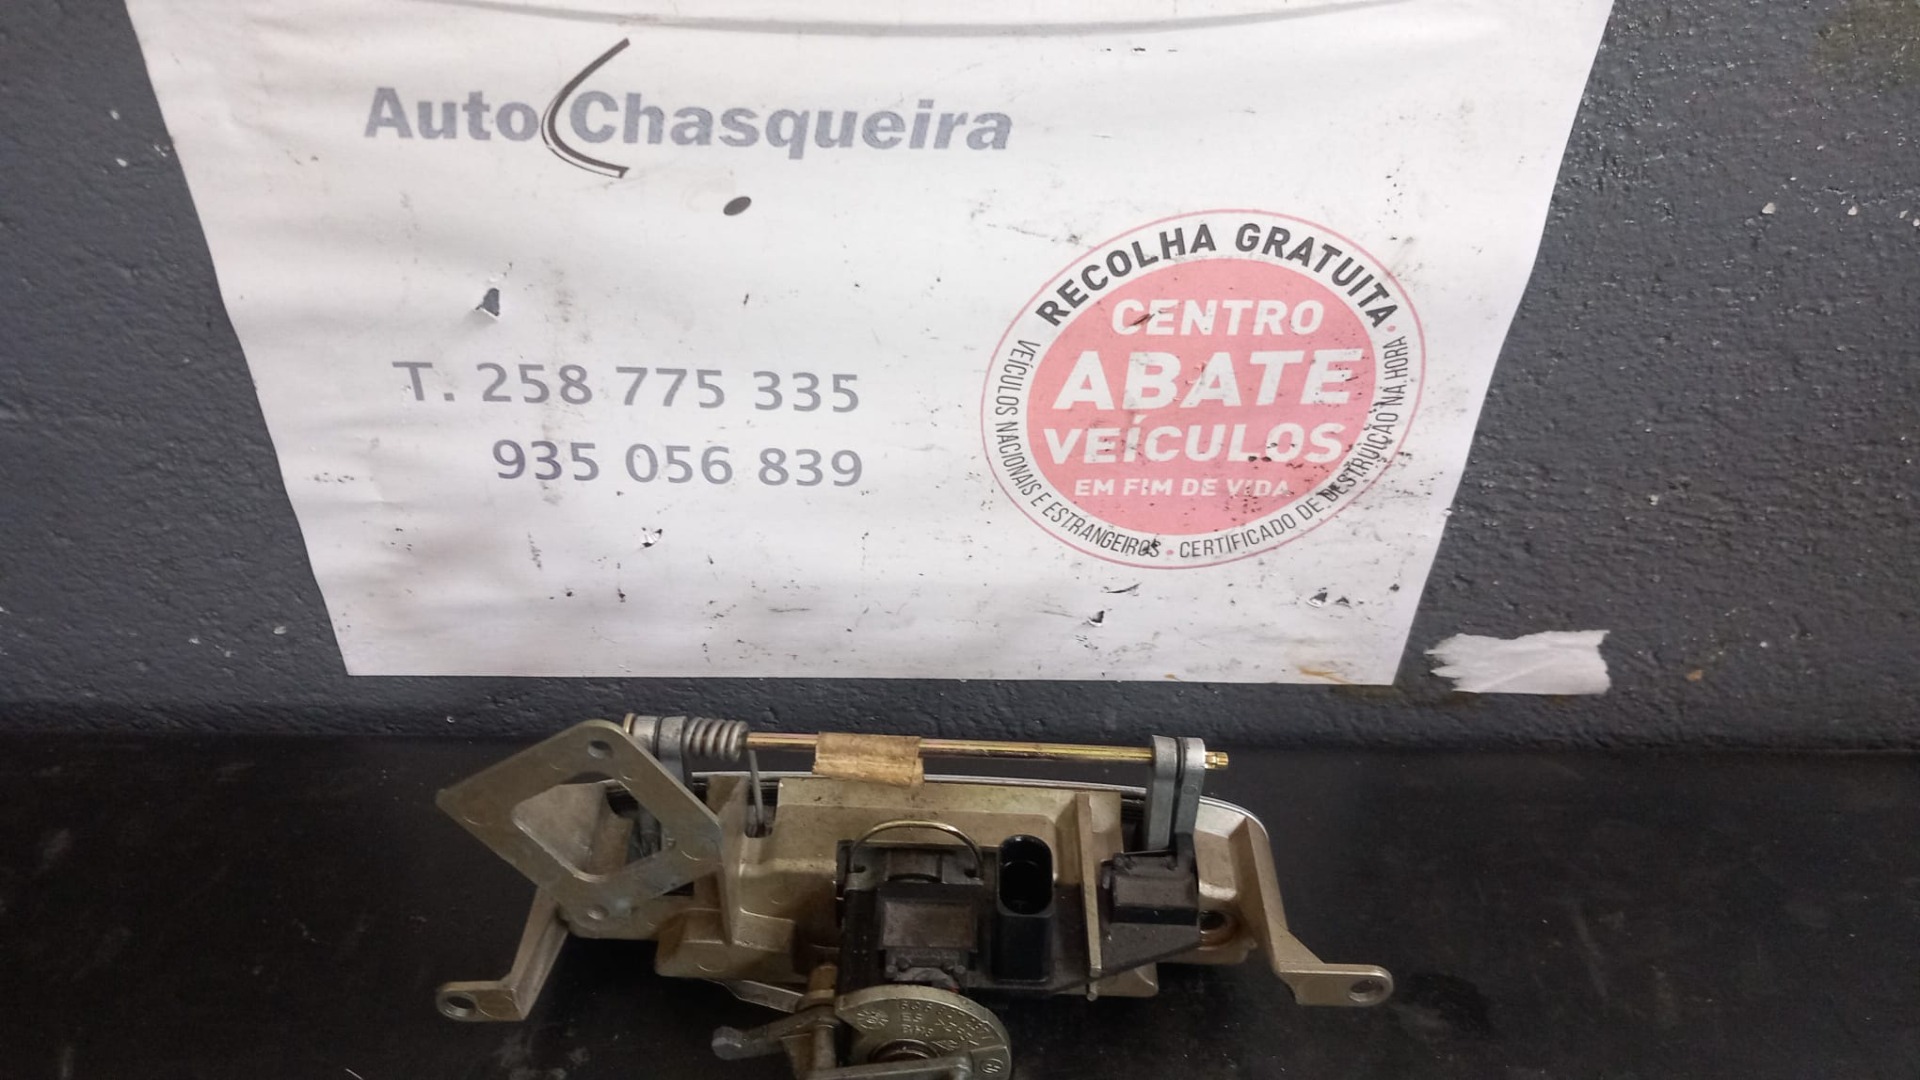 Auto Chasqueira
T. 258 775 335
935 056 839
RECOLHA GRATUITA
CENTRO
ABATE
VEÍCULOS
EM FIM DE VIDA
VEÍCULOS NACIONAIS E ESTRANGEIROS • CERTIFICADO DE DESTRUIÇÃO NA HORA •